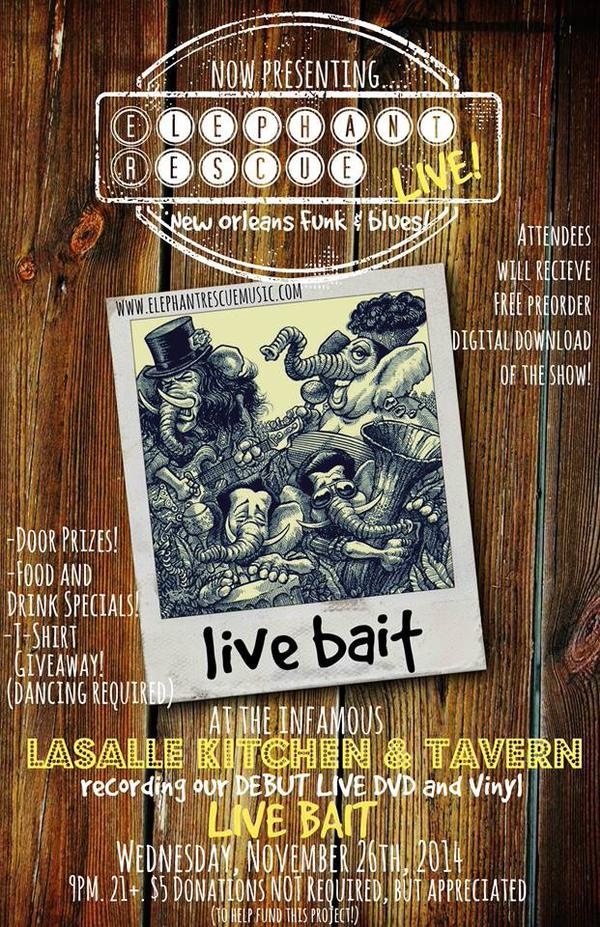 NOW PRESENTING...
ELEPHANT
RESCUE
LIVE!
New Orleans Funk & blues!
ATTENDEES
WILL RECIEVE
FREE PREORDER
DIGITAL DOWNLOAD
OF THE SHOW!
WWW.ELEPHANTRESCUEMUSIC.COM
live bait
-DOOR PRIZES!
-FOOD AND
DRINK SPECIALS!
-T-SHIRT
GIVEAWAY!
(DANCING REQUIRED)
AT THE INFAMOUS
LASALLE KITCHEN & TAVERN
recording our DEBUT LIVE DVD and Vinyl
LIVE BAIT
WEDNESDAY, NOVEMBER 26TH, 2014
9PM. 21+. $5 DONATIONS NOT REQUIRED, BUT APPRECIATED
(TO HELP FUND THIS PROJECT!)